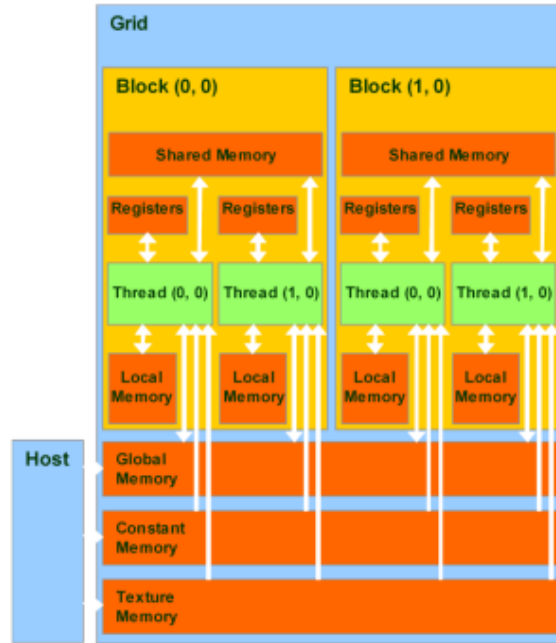 Grid
Block (0, 0)
Block (1, 0)
Shared Memory
Shared Memory
Registers
Registers
Registers
Registers
Thread (0, 0)
Thread (1, 0)
Thread (0, 0)
Thread (1, 0)
Local
Memory
Local
Memory
Local
Memory
Local
Memory
Host
Global
Memory
Constant
Memory
Texture
Memory